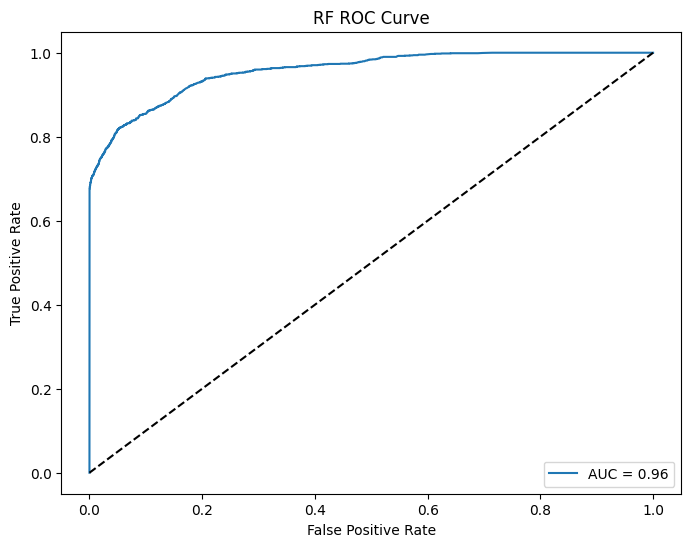 RF ROC Curve
True Positive Rate
1.0
0.8
0.6
0.4
0.2
0.0
AUC = 0.96
0.0 0.2 0.4 0.6 0.8 1.0
False Positive Rate